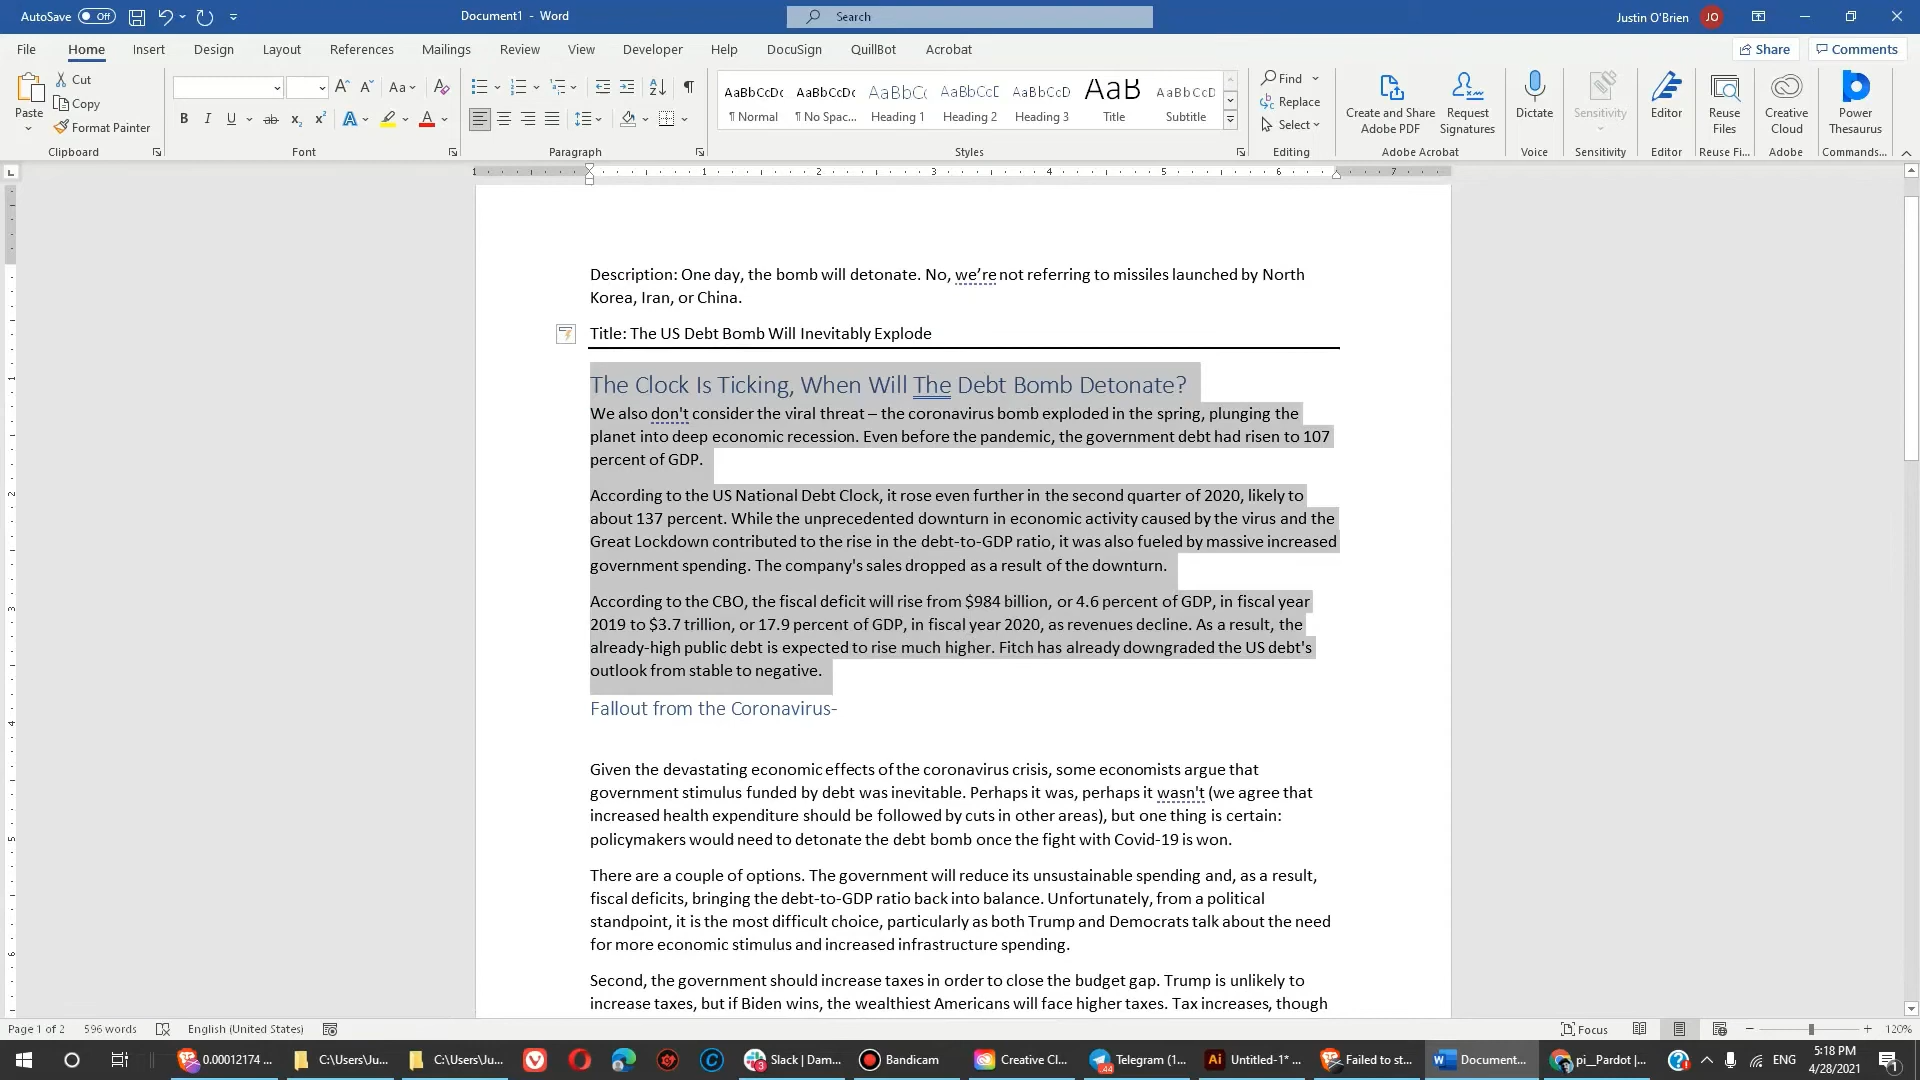 AutoSave Off Document1 - Word Search Justin O'Brien JO
File Home Insert Design Layout References Mailings Review View Developer Help DocuSign QuillBot Acrobat Share Comments
Paste Cut Copy Format Painter
Clipboard Font Paragraph
AaBbCcDc AaBbCcDc AaBbCc AaBbCcD AaBbCcD AaB AaBbCcD
¶ Normal ¶ No Spac... Heading 1 Heading 2 Heading 3 Title Subtitle
Styles
Find Replace Select
Editing
Create and Share Adobe PDF Request Signatures
Adobe Acrobat
Dictate
Voice
Sensitivity
Sensitivity
Editor
Editor
Reuse Files
Reuse Fi...
Creative Cloud
Adobe
Power Thesaurus
Commands...
1 1 2 3 4 5 6 7
Description: One day, the bomb will detonate. No, we’re not referring to missiles launched by North
Korea, Iran, or China.
Title: The US Debt Bomb Will Inevitably Explode
The Clock Is Ticking, When Will The Debt Bomb Detonate?
We also don't consider the viral threat – the coronavirus bomb exploded in the spring, plunging the
planet into deep economic recession. Even before the pandemic, the government debt had risen to 107
percent of GDP.
According to the US National Debt Clock, it rose even further in the second quarter of 2020, likely to
about 137 percent. While the unprecedented downturn in economic activity caused by the virus and the
Great Lockdown contributed to the rise in the debt-to-GDP ratio, it was also fueled by massive increased
government spending. The company's sales dropped as a result of the downturn.
According to the CBO, the fiscal deficit will rise from $984 billion, or 4.6 percent of GDP, in fiscal year
2019 to $3.7 trillion, or 17.9 percent of GDP, in fiscal year 2020, as revenues decline. As a result, the
already-high public debt is expected to rise much higher. Fitch has already downgraded the US debt's
outlook from stable to negative.
Fallout from the Coronavirus-
Given the devastating economic effects of the coronavirus crisis, some economists argue that
government stimulus funded by debt was inevitable. Perhaps it was, perhaps it wasn't (we agree that
increased health expenditure should be followed by cuts in other areas), but one thing is certain:
policymakers would need to detonate the debt bomb once the fight with Covid-19 is won.
There are a couple of options. The government will reduce its unsustainable spending and, as a result,
fiscal deficits, bringing the debt-to-GDP ratio back into balance. Unfortunately, from a political
standpoint, it is the most difficult choice, particularly as both Trump and Democrats talk about the need
for more economic stimulus and increased infrastructure spending.
Second, the government should increase taxes in order to close the budget gap. Trump is unlikely to
increase taxes, but if Biden wins, the wealthiest Americans will face higher taxes. Tax increases, though
Page 1 of 2 596 words English (United States) Focus 120%
0.00012174 ... C:\Users\Ju... C:\Users\Ju... Slack | Dam... Bandicam Creative Cl... Telegram (1... Untitled-1* ... Failed to st... Document... pi_Pardot |... ENG 5:18 PM
4/28/2021